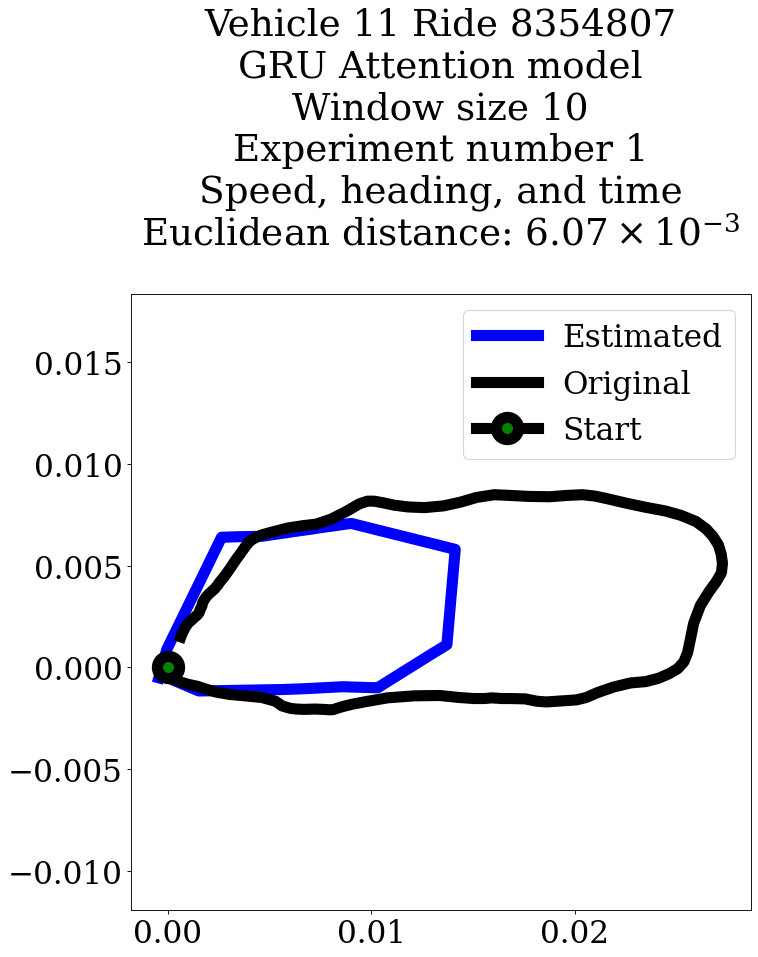 Vehicle 11 Ride 8354807
GRU Attention model
Window size 10
Experiment number 1
Speed, heading, and time
Euclidean distance: 6.07 × 10⁻³
Estimated
Original
Start
0.015
0.010
0.005
0.000
−0.005
−0.010
0.00 0.01 0.02